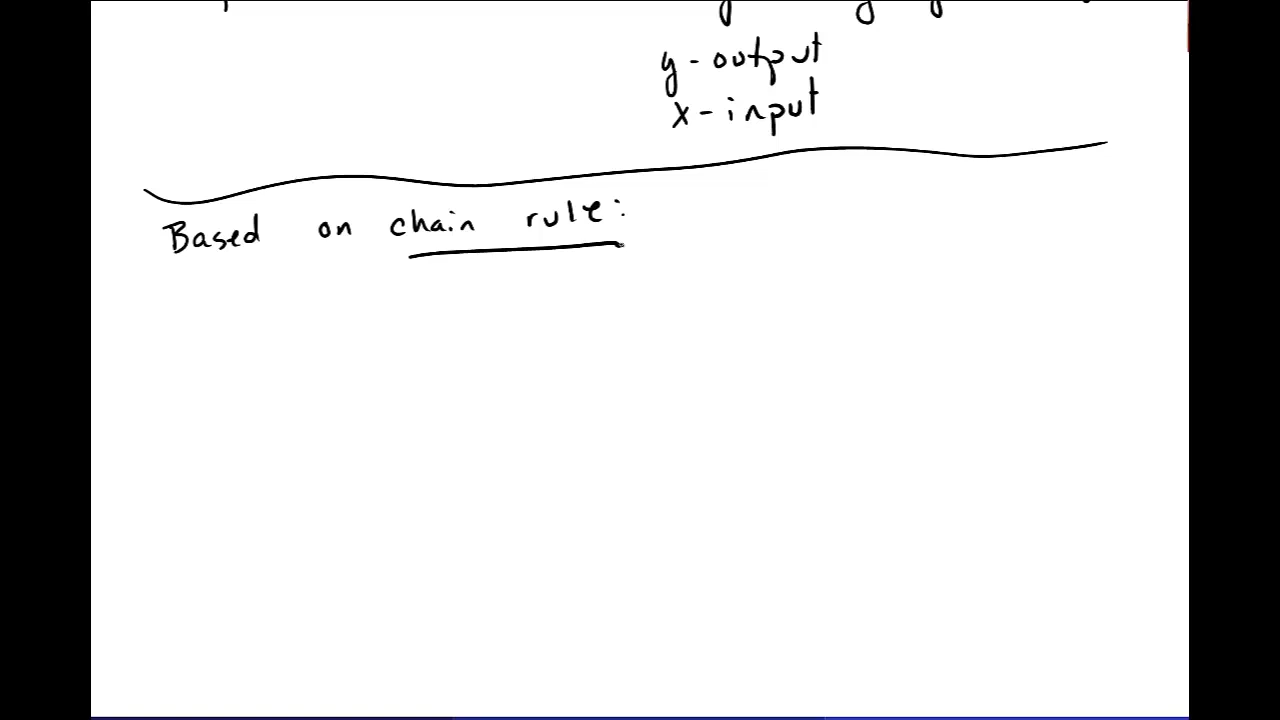 y - output
x - input
Based on chain rule: